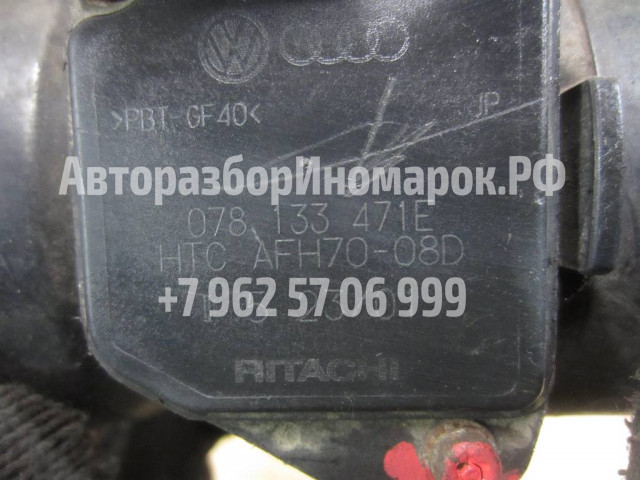 >PBT-GF40<
JP
АвторазборИномарок.РФ
078 133 471E
HTC AFH70-08D
+7 962 57 06 999
HITACHI